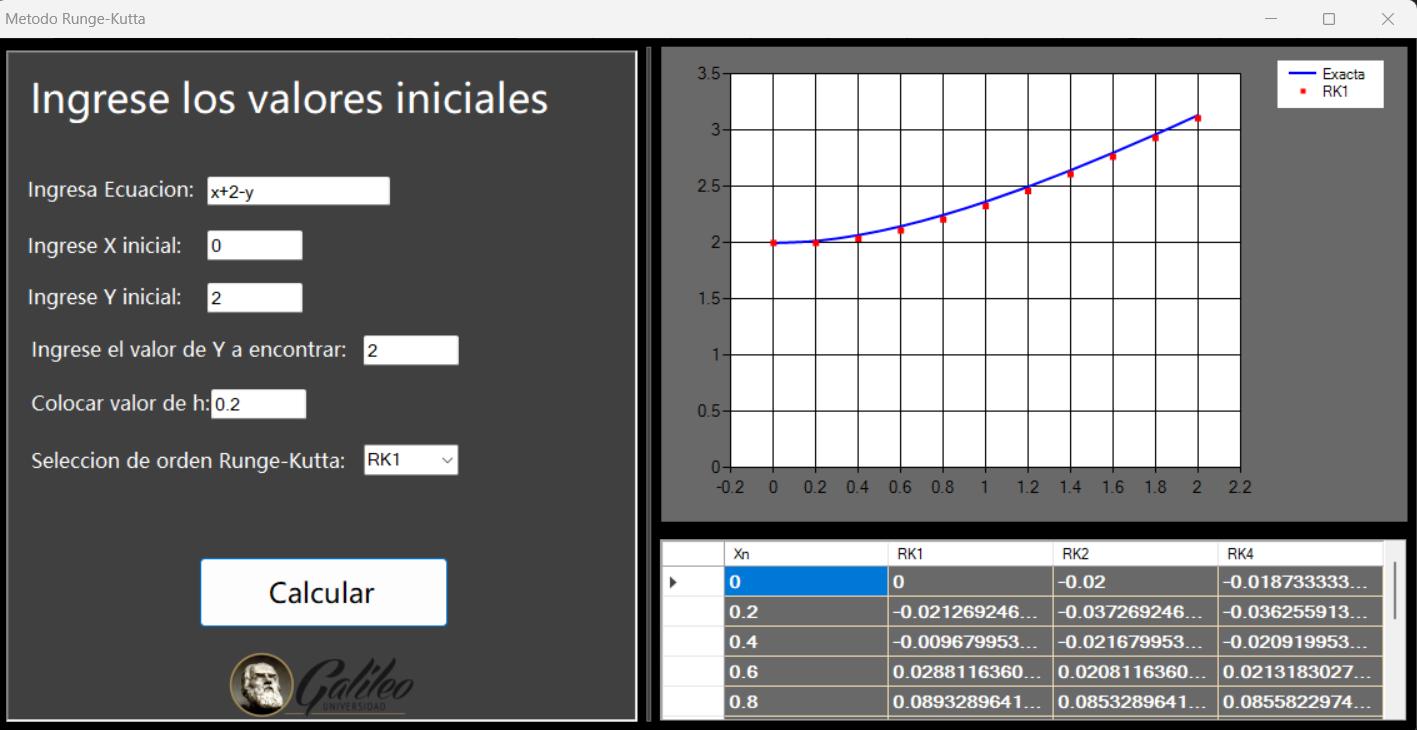 Metodo Runge-Kutta
Ingrese los valores iniciales
Ingresa Ecuacion: x+2-y
Ingrese X inicial: 0
Ingrese Y inicial: 2
Ingrese el valor de Y a encontrar: 2
Colocar valor de h: 0.2
Seleccion de orden Runge-Kutta: RK1
Calcular
Galileo
UNIVERSIDAD
Exacta
RK1
3.5
3
2.5
2
1.5
1
0.5
0
-0.2 0 0.2 0.4 0.6 0.8 1 1.2 1.4 1.6 1.8 2 2.2
Xn RK1 RK2 RK4
0 0 -0.02 -0.018733333...
0.2 -0.021269246... -0.037269246... -0.036255913...
0.4 -0.009679953... -0.021679953... -0.020919953...
0.6 0.0288116360... 0.0208116360... 0.0213183027...
0.8 0.0893289641... 0.0853289641... 0.0855822974...